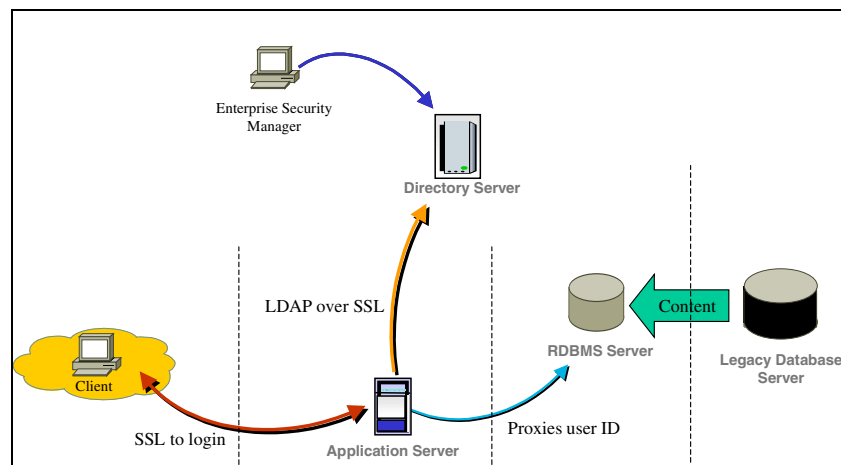 Enterprise Security
Manager
Directory Server
LDAP over SSL
Content
RDBMS Server
Legacy Database
Server
Client
SSL to login
Application Server
Proxies user ID